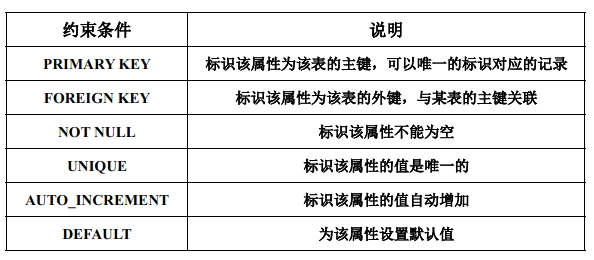 约束条件 说明
PRIMARY KEY 标识该属性为该表的主键，可以唯一的标识对应的记录
FOREIGN KEY 标识该属性为该表的外键，与某表的主键关联
NOT NULL 标识该属性不能为空
UNIQUE 标识该属性的值是唯一的
AUTO_INCREMENT 标识该属性的值自动增加
DEFAULT 为该属性设置默认值